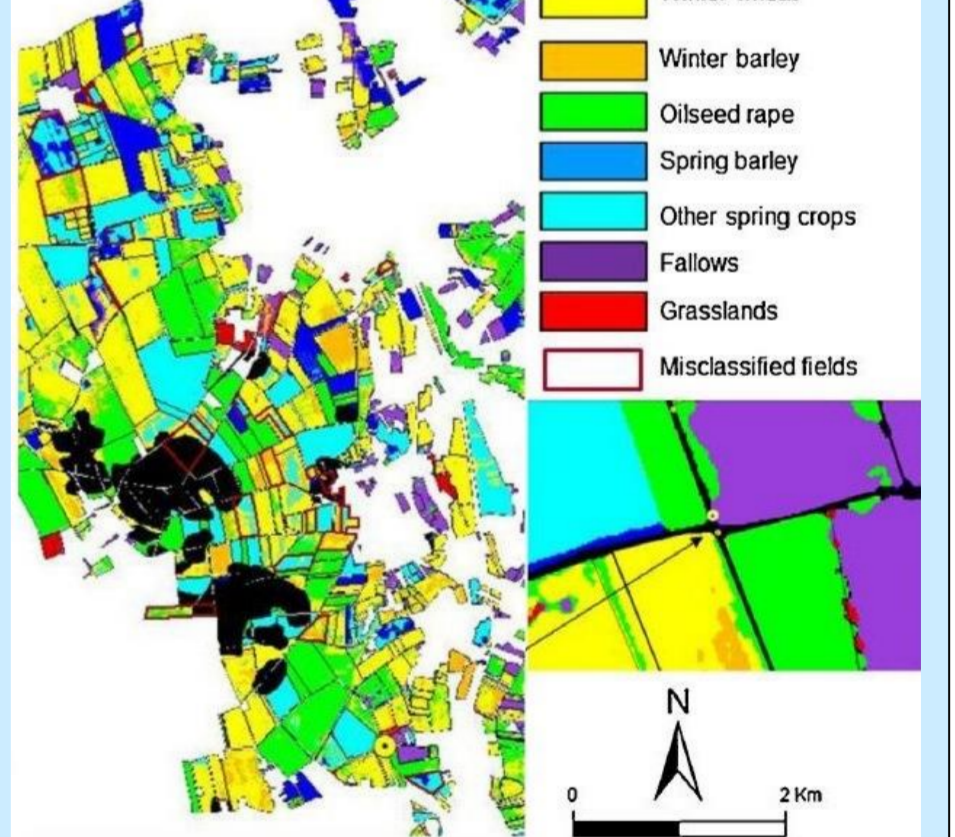 Winter barley
Oilseed rape
Spring barley
Other spring crops
Fallows
Grasslands
Misclassified fields
N
0 2 Km